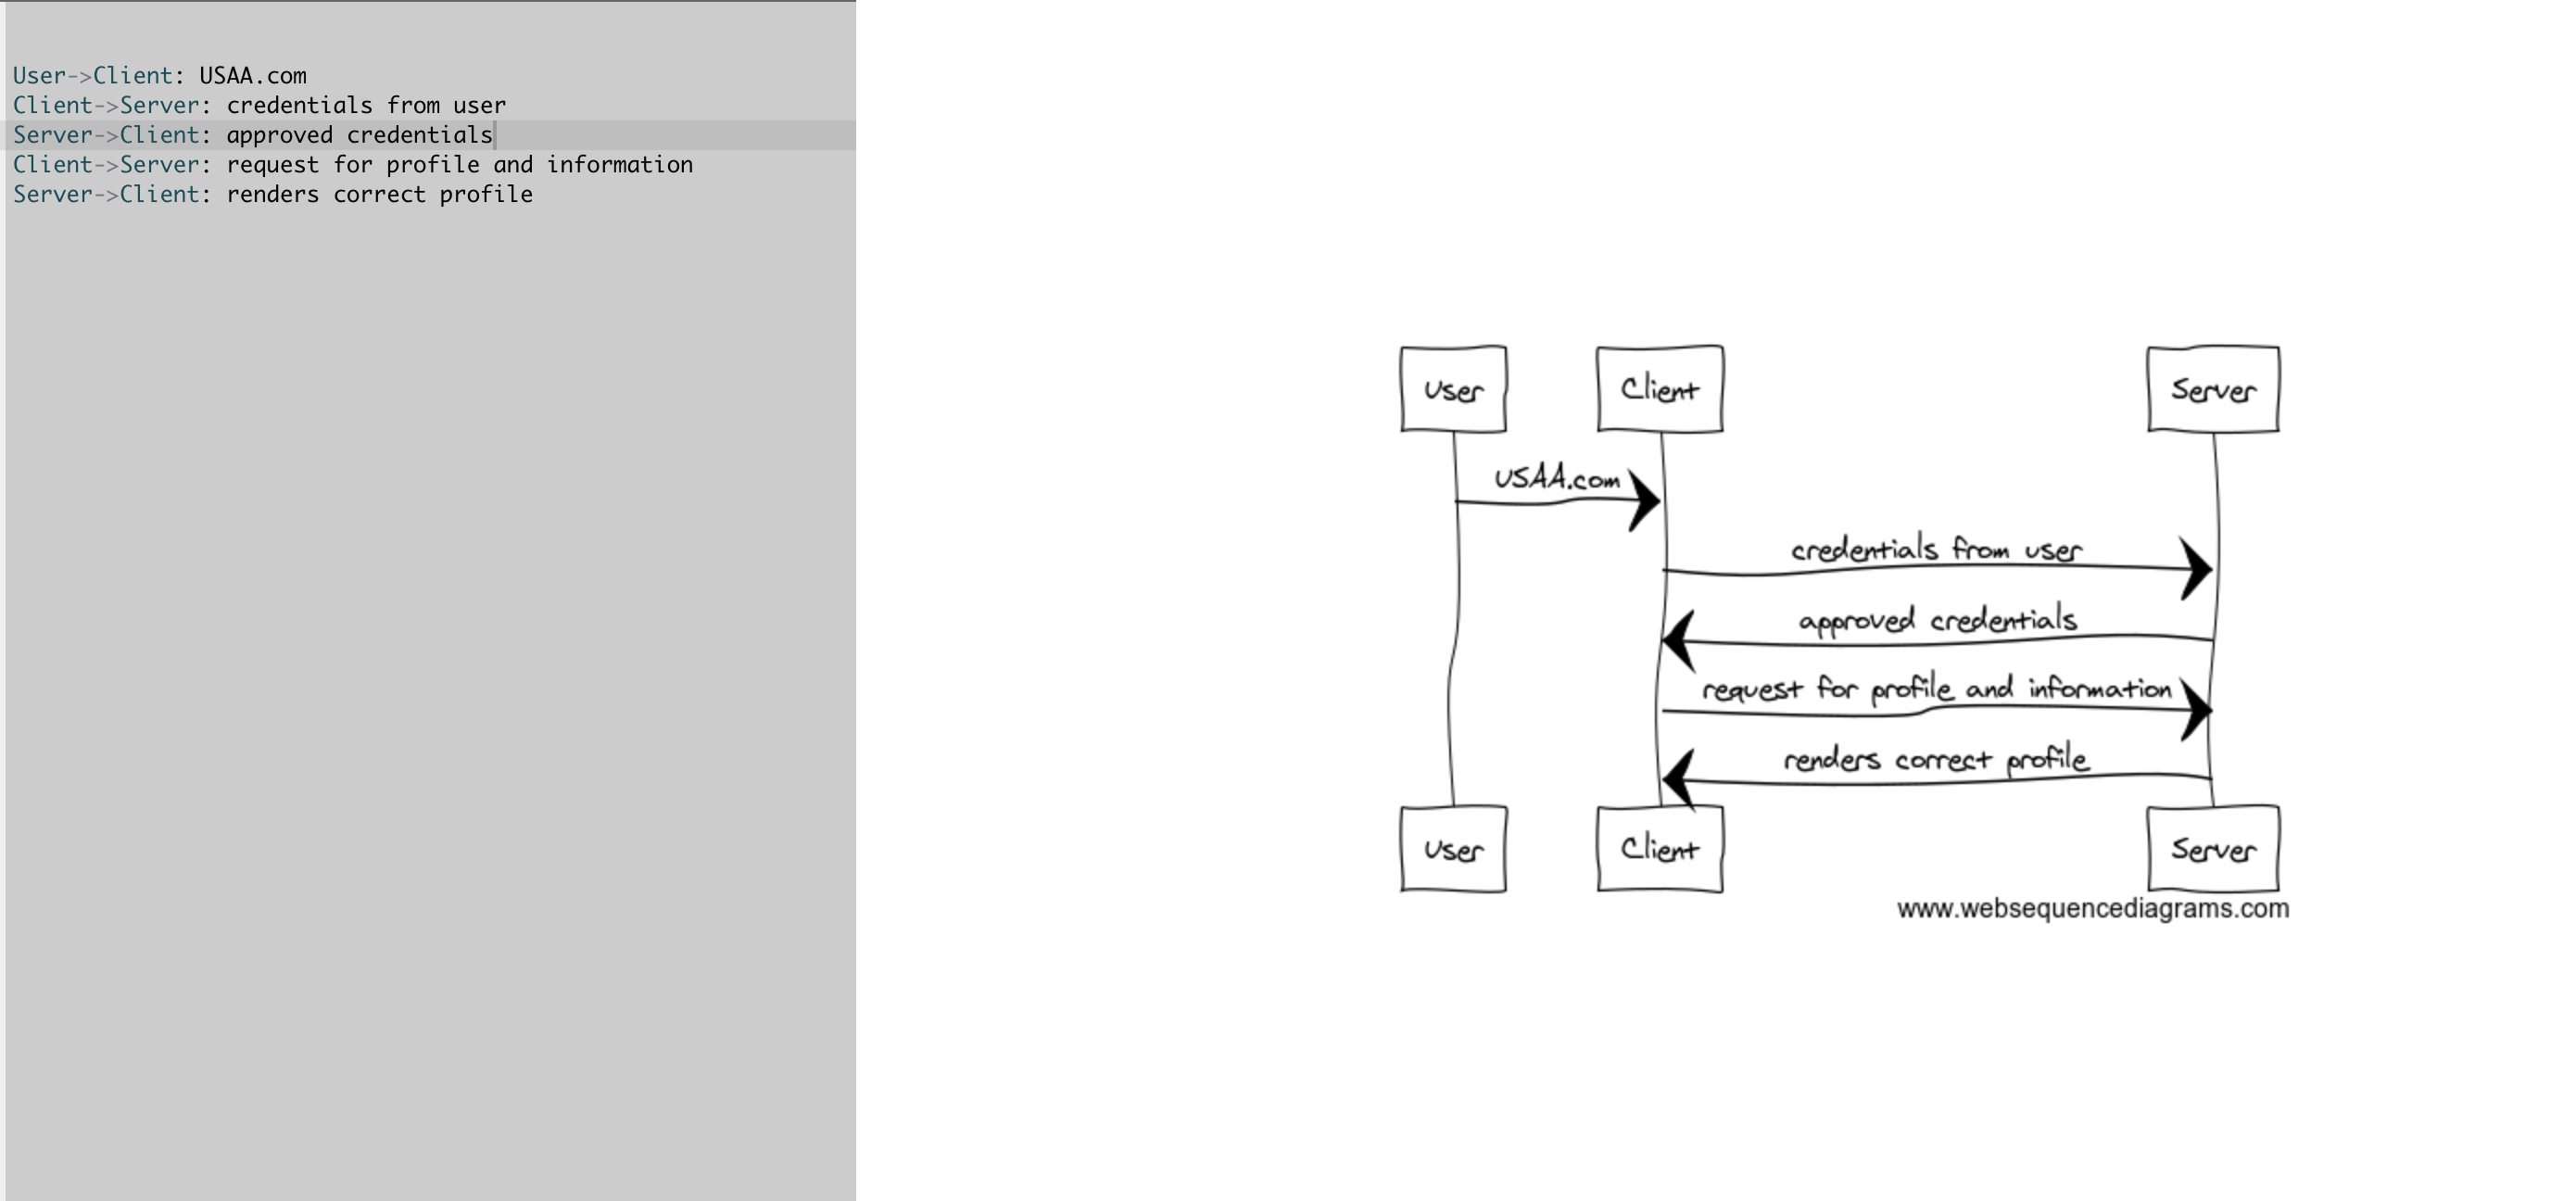 User->Client: USAA.com
Client->Server: credentials from user
Server->Client: approved credentials
Client->Server: request for profile and information
Server->Client: renders correct profile
User
Client
Server
USAA.com
credentials from user
approved credentials
request for profile and information
renders correct profile
User
Client
Server
www.websequencediagrams.com